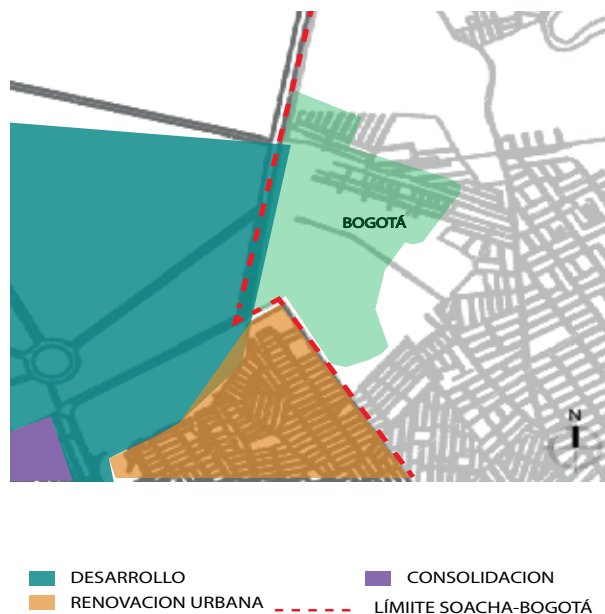 BOGOTÁ
N
DESARROLLO
CONSOLIDACION
RENOVACION URBANA
LÍMIITE SOACHA-BOGOTÁ